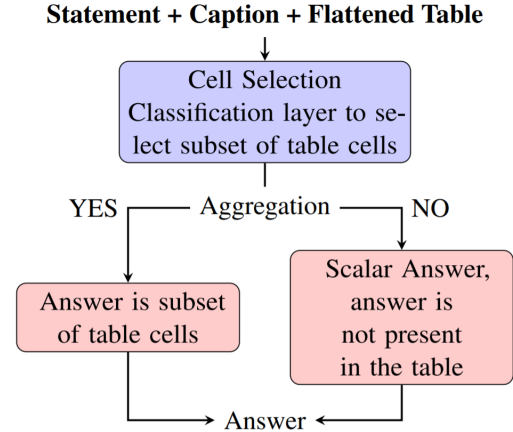 Statement + Caption + Flattened Table
Cell Selection
Classification layer to se-
lect subset of table cells
YES
Aggregation
NO
Answer is subset
of table cells
Scalar Answer,
answer is
not present
in the table
Answer